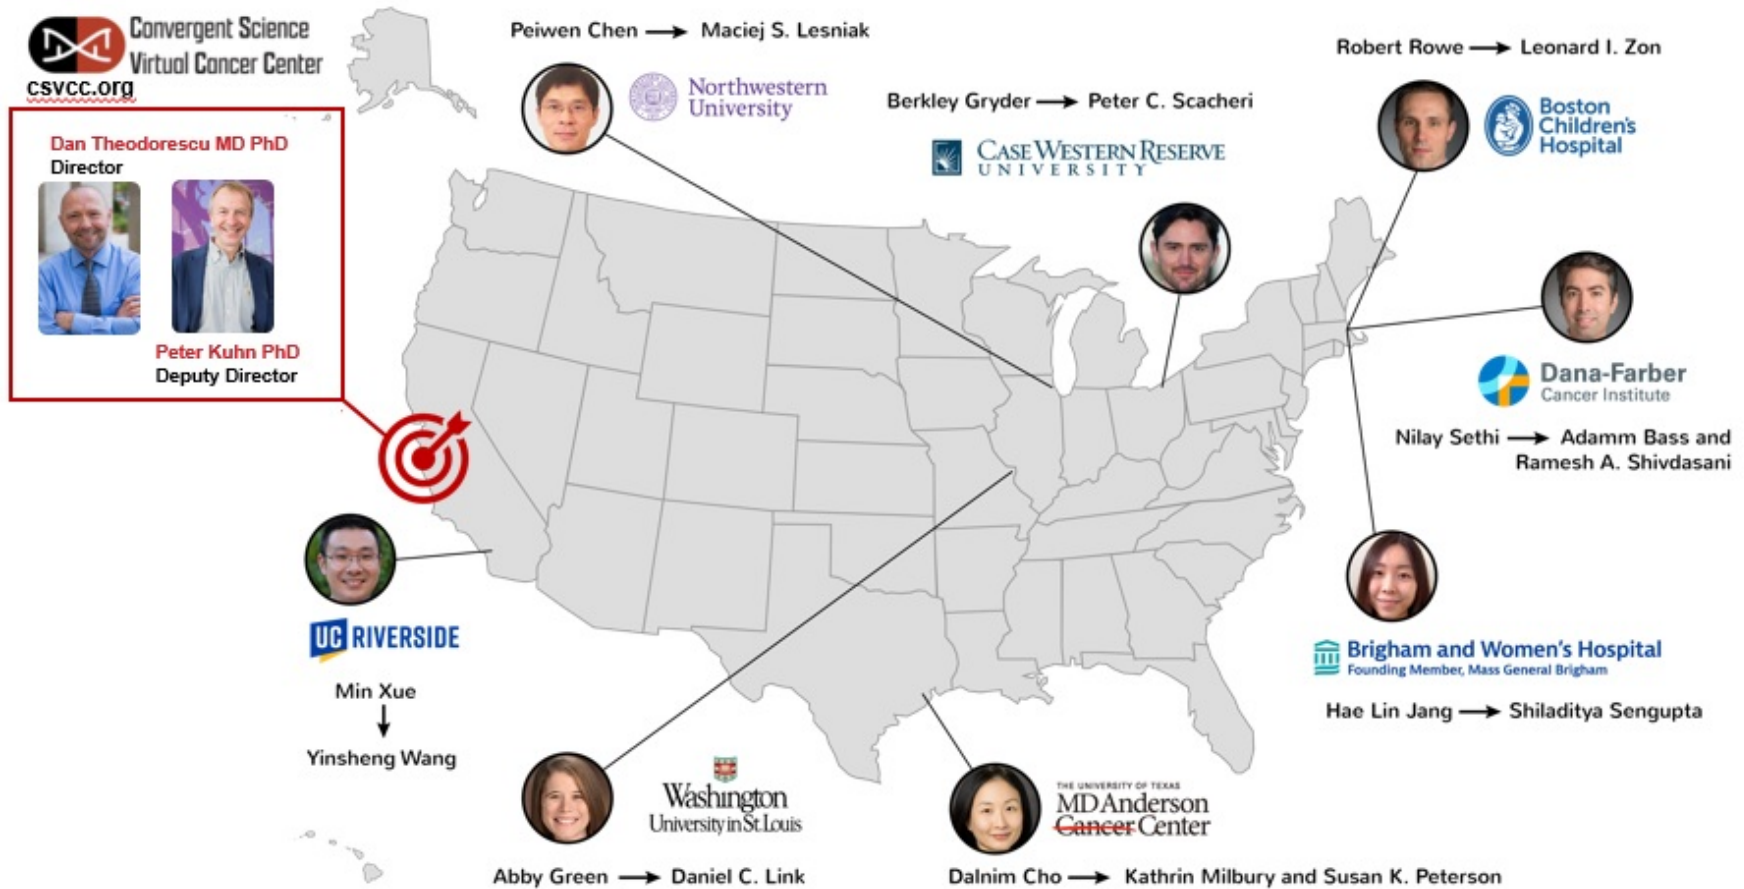 Convergent Science
Virtual Cancer Center
csvcc.org
Dan Theodorescu MD PhD
Director
Peter Kuhn PhD
Deputy Director
Peiwen Chen → Maciej S. Lesniak
Northwestern
University
Berkley Gryder → Peter C. Scacheri
CASE WESTERN RESERVE
UNIVERSITY
Robert Rowe → Leonard I. Zon
Boston
Children's
Hospital
Dana-Farber
Cancer Institute
Nilay Sethi → Adamm Bass and
Ramesh A. Shivdasani
Brigham and Women's Hospital
Founding Member, Mass General Brigham
Hae Lin Jang → Shiladitya Sengupta
UC RIVERSIDE
Min Xue
↓
Yinsheng Wang
Washington
University in St. Louis
Abby Green → Daniel C. Link
THE UNIVERSITY OF TEXAS
MD Anderson
Cancer Center
Dalnim Cho → Kathrin Milbury and Susan K. Peterson